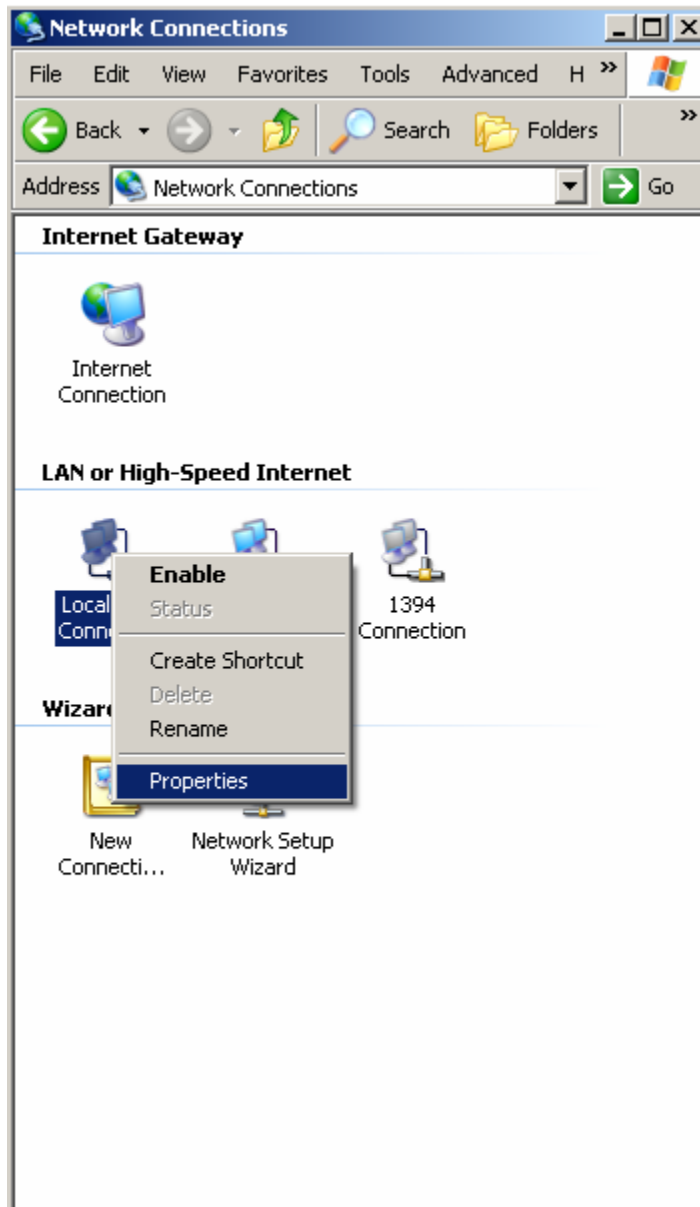 Network Connections
File Edit View Favorites Tools Advanced H »
Back Search Folders »
Address Network Connections Go
Internet Gateway
Internet
Connection
LAN or High-Speed Internet
Local
1394
Connection
Enable
Status
Create Shortcut
Delete
Rename
Properties
New
Connecti...
Network Setup
Wizard